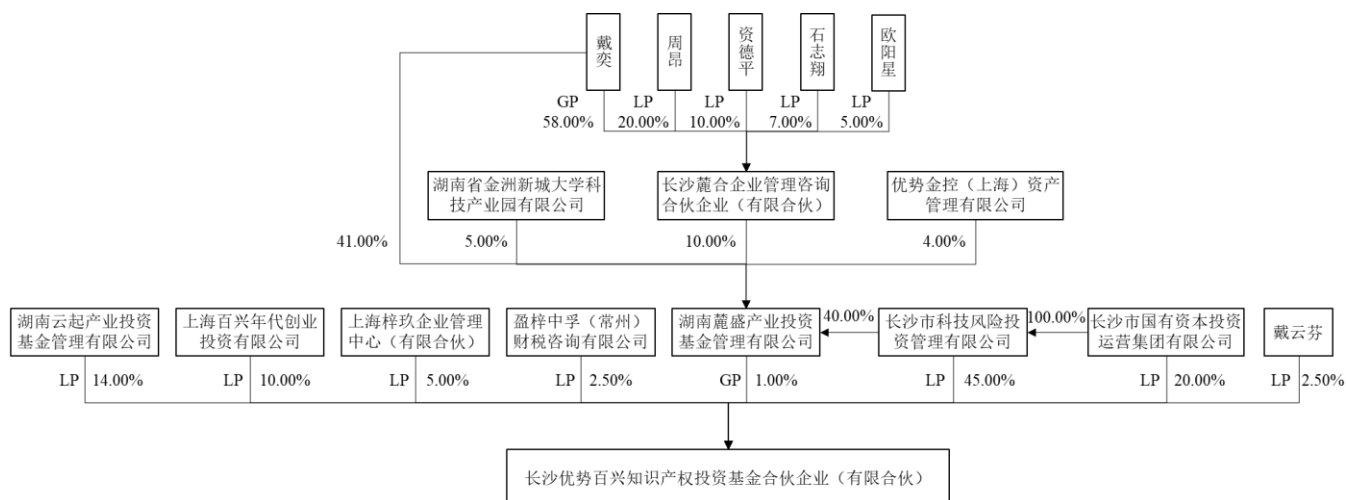 戴奕
周昂
资德平
石志翔
欧阳星
GP
LP
LP
LP
LP
58.00%
20.00%
10.00%
7.00%
5.00%
湖南省金洲新城大学科
技产业园有限公司
长沙麓合企业管理咨询
合伙企业（有限合伙）
优势金控（上海）资产
管理有限公司
41.00%
5.00%
10.00%
4.00%
湖南云起产业投资
基金管理有限公司
上海百兴年代创业
投资有限公司
上海梓玖企业管理
中心（有限合伙）
盈梓中孚（常州）
财税咨询有限公司
湖南麓盛产业投资
基金管理有限公司
40.00%
长沙市科技风险投
资管理有限公司
100.00%
长沙市国有资本投资
运营集团有限公司
戴云芬
LP 14.00%
LP 10.00%
LP 5.00%
LP 2.50%
GP 1.00%
LP 45.00%
LP 20.00%
LP 2.50%
长沙优势百兴知识产权投资基金合伙企业（有限合伙）